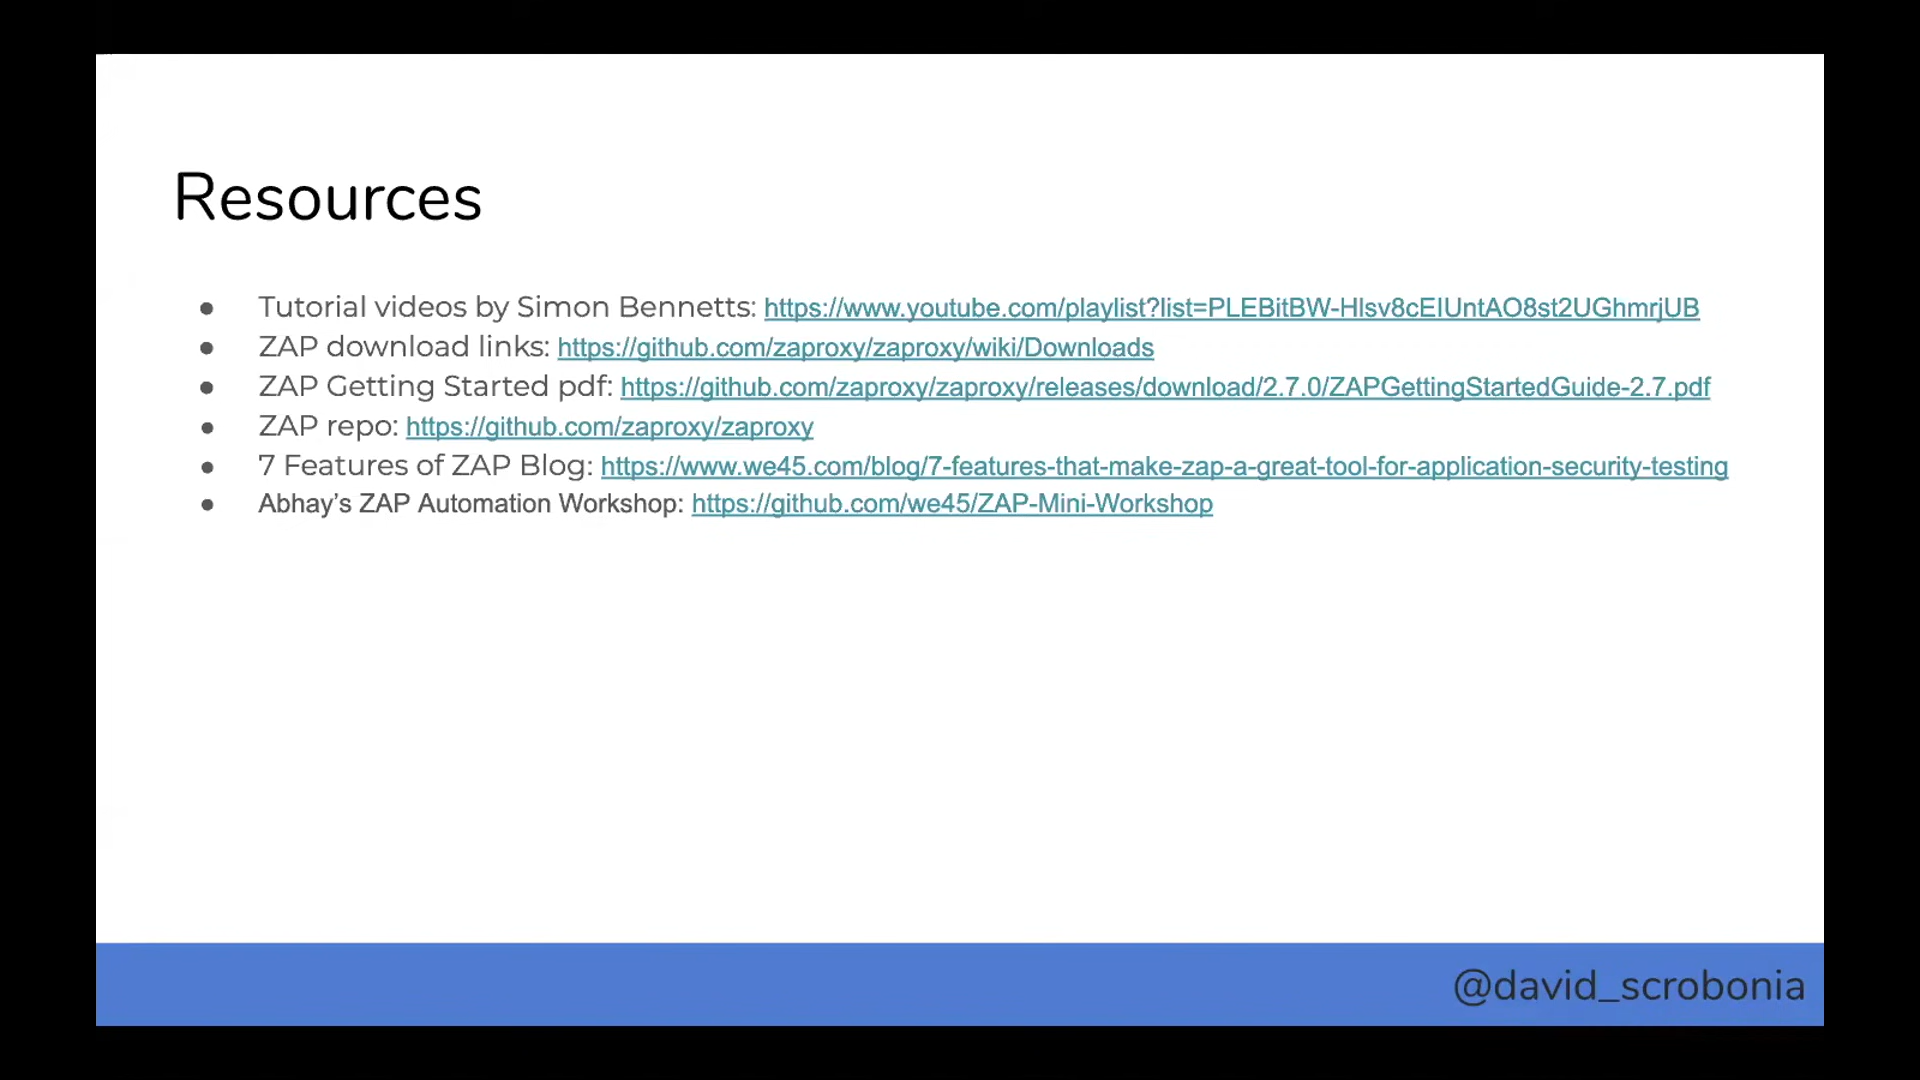 Resources
● Tutorial videos by Simon Bennetts: https://www.youtube.com/playlist?list=PLEBitBW-Hlsv8cEIUntAO8st2UGhmrjUB
● ZAP download links: https://github.com/zaproxy/zaproxy/wiki/Downloads
● ZAP Getting Started pdf: https://github.com/zaproxy/zaproxy/releases/download/2.7.0/ZAPGettingStartedGuide-2.7.pdf
● ZAP repo: https://github.com/zaproxy/zaproxy
● 7 Features of ZAP Blog: https://www.we45.com/blog/7-features-that-make-zap-a-great-tool-for-application-security-testing
● Abhay’s ZAP Automation Workshop: https://github.com/we45/ZAP-Mini-Workshop
@david_scrobonia